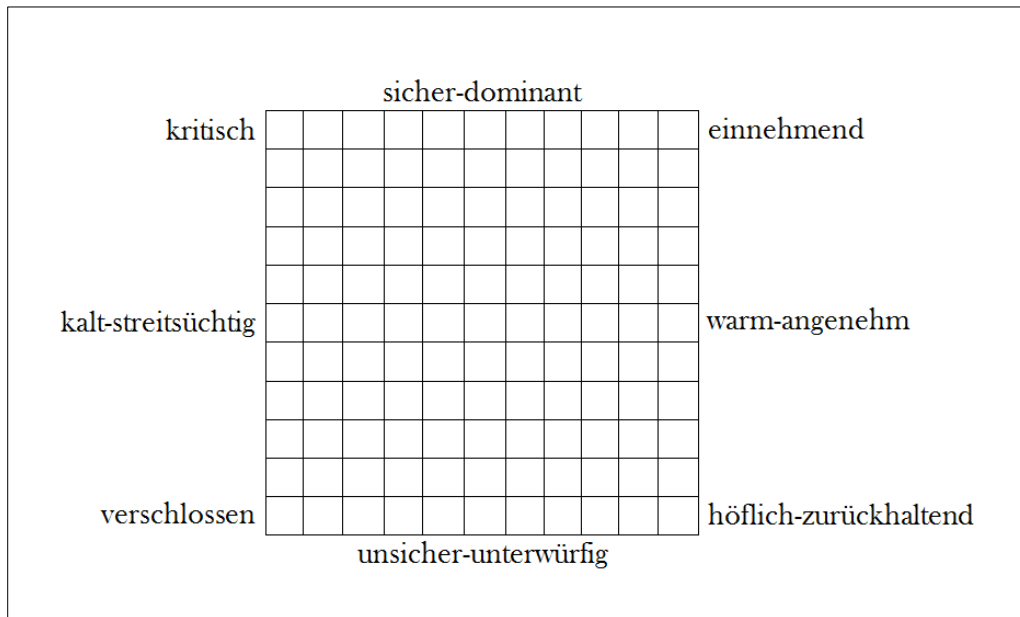 sicher-dominant
kritisch
einnehmend
kalt-streitsüchtig
warm-angenehm
verschlossen
höflich-zurückhaltend
unsicher-unterwürfig